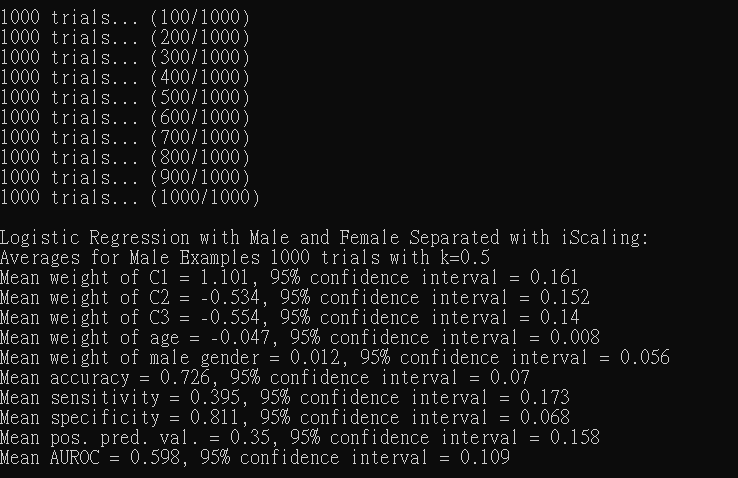 1000 trials... (100/1000)
1000 trials... (200/1000)
1000 trials... (300/1000)
1000 trials... (400/1000)
1000 trials... (500/1000)
1000 trials... (600/1000)
1000 trials... (700/1000)
1000 trials... (800/1000)
1000 trials... (900/1000)
1000 trials... (1000/1000)
Logistic Regression with Male and Female Separated with iScaling:
Averages for Male Examples 1000 trials with k=0.5
Mean weight of C1 = 1.101, 95% confidence interval = 0.161
Mean weight of C2 = -0.534, 95% confidence interval = 0.152
Mean weight of C3 = -0.554, 95% confidence interval = 0.14
Mean weight of age = -0.047, 95% confidence interval = 0.008
Mean weight of male gender = 0.012, 95% confidence interval = 0.056
Mean accuracy = 0.726, 95% confidence interval = 0.07
Mean sensitivity = 0.395, 95% confidence interval = 0.173
Mean specificity = 0.811, 95% confidence interval = 0.068
Mean pos. pred. val. = 0.35, 95% confidence interval = 0.158
Mean AUROC = 0.598, 95% confidence interval = 0.109